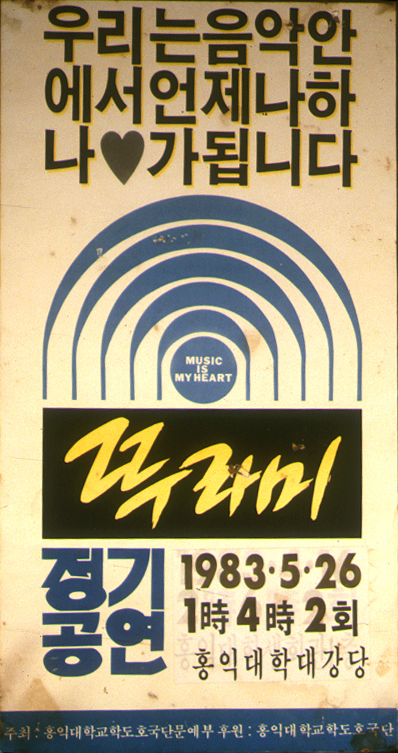 우리는음악안
에서언제나하
나♥가됩니다
MUSIC
IS
MY HEART
뚜라미
정기
공연
1983·5·26
1時 4時 2회
홍익대학대강당
주최 : 홍익대학교학도호국단문예부 후원 : 홍익대학교학도호국단